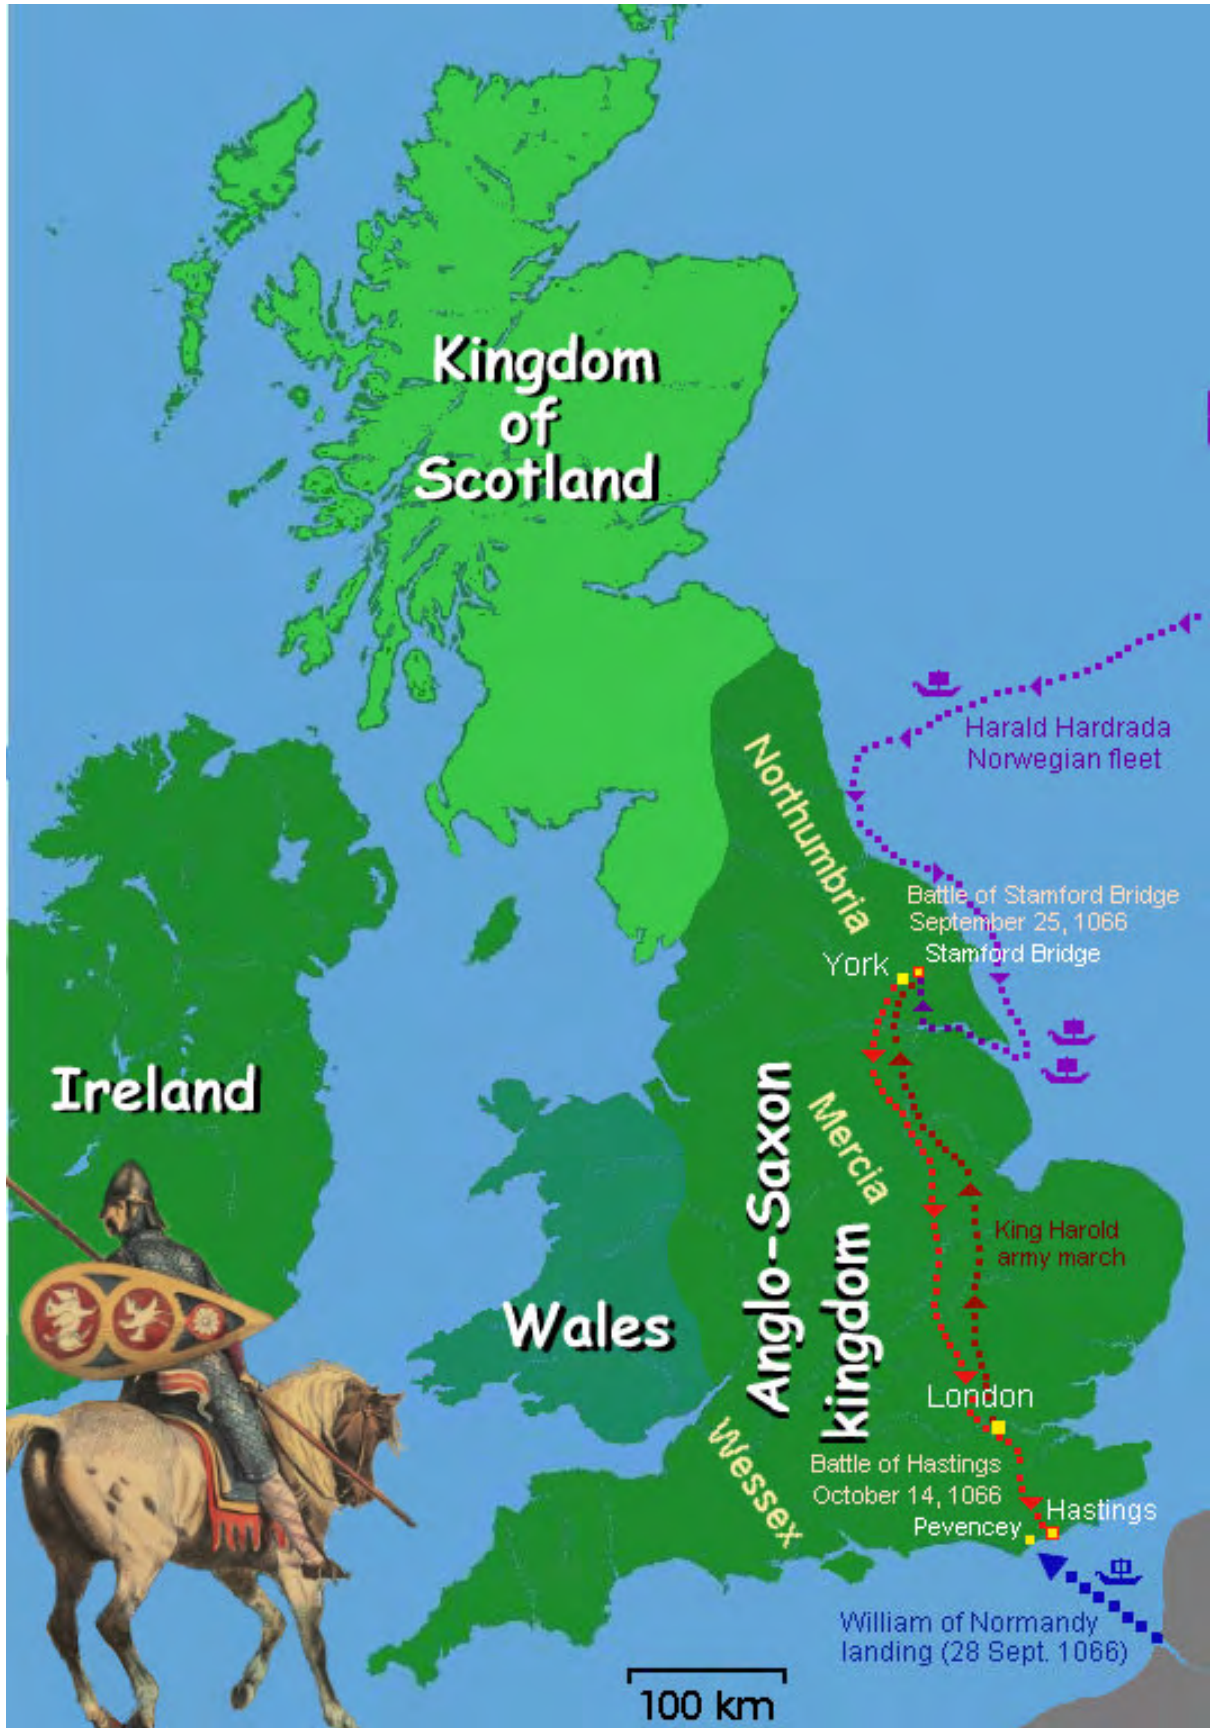 Kingdom
of
Scotland
Harald Hardrada
Norwegian fleet
Northumbria
Battle of Stamford Bridge
September 25, 1066
Stamford Bridge
York
Ireland
Anglo-Saxon
kingdom
Mercia
King Harold
army march
Wales
London
Wessex
Battle of Hastings
October 14, 1066
Hastings
Pevencey
William of Normandy
landing (28 Sept. 1066)
100 km